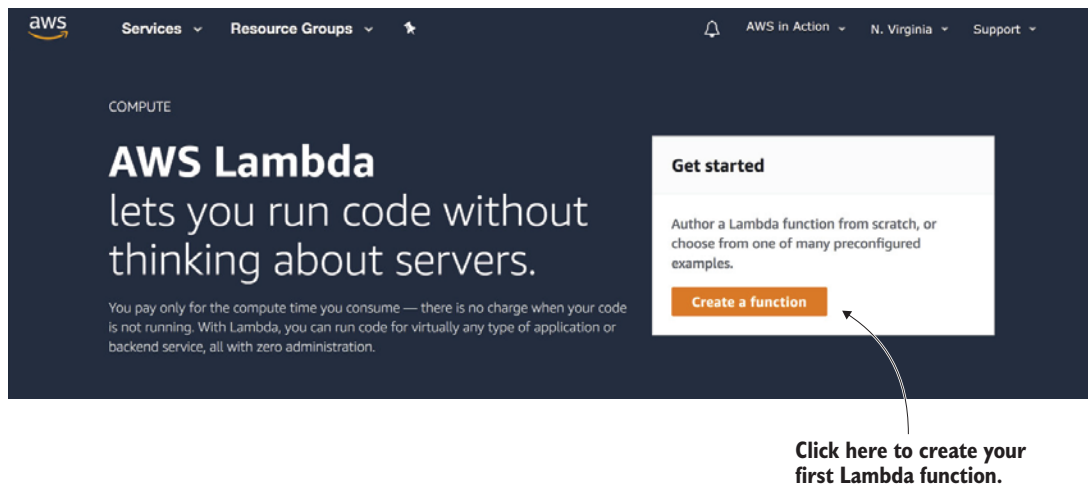 aws
Services
Resource Groups
AWS in Action
N. Virginia
Support
COMPUTE
AWS Lambda
lets you run code without
thinking about servers.
You pay only for the compute time you consume — there is no charge when your code
is not running. With Lambda, you can run code for virtually any type of application or
backend service, all with zero administration.
Get started
Author a Lambda function from scratch, or
choose from one of many preconfigured
examples.
Create a function
Click here to create your
first Lambda function.